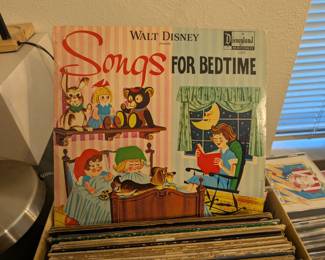 WALT DISNEY
Songs FOR BEDTIME
Disneyland